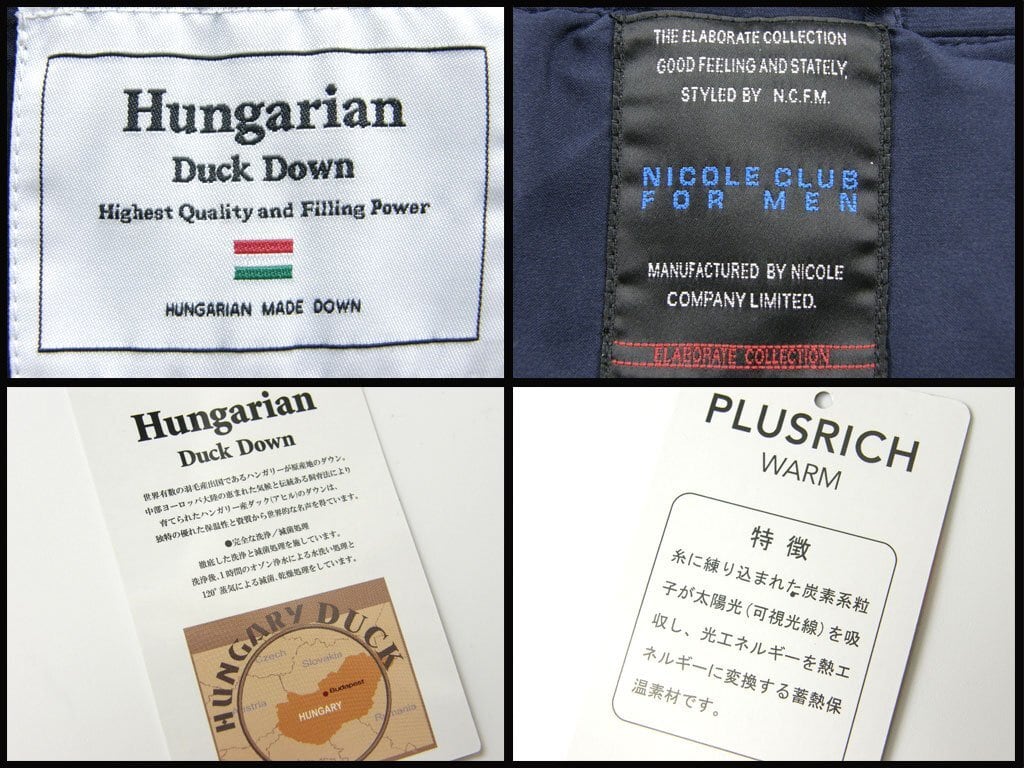 Hungarian
Duck Down
Highest Quality and Filling Power
HUNGARIAN MADE DOWN
THE ELABORATE COLLECTION
GOOD FEELING AND STATELY,
STYLED BY N.C.F.M.
NICOLE CLUB
FOR MEN
MANUFACTURED BY NICOLE
COMPANY LIMITED.
ELABORATE COLLECTION
Hungarian
Duck Down
世界有数の羽毛産出国であるハンガリーが原産地のダウン。
中部ヨーロッパ大陸の恵まれた気候と伝統ある飼育法により
育てられたハンガリー産ダック(アヒル)のダウンは、
独特の優れた保温性と資質から世界的な名声を得ています。
●完全な洗浄/滅菌処理
徹底した洗浄と滅菌処理を施しています。
洗浄後、1時間のオゾン浄水による水洗い処理と
120°蒸気による滅菌、乾燥処理をしています。
HUNGARY DUCK
Czech
Slovakia
Budapest
HUNGARY
Romania
PLUSRICH
WARM
特徴
糸に練り込まれた炭素系粒
子が太陽光(可視光線)を吸
収し、光エネルギーを熱エ
ネルギーに変換する蓄熱保
温素材です。